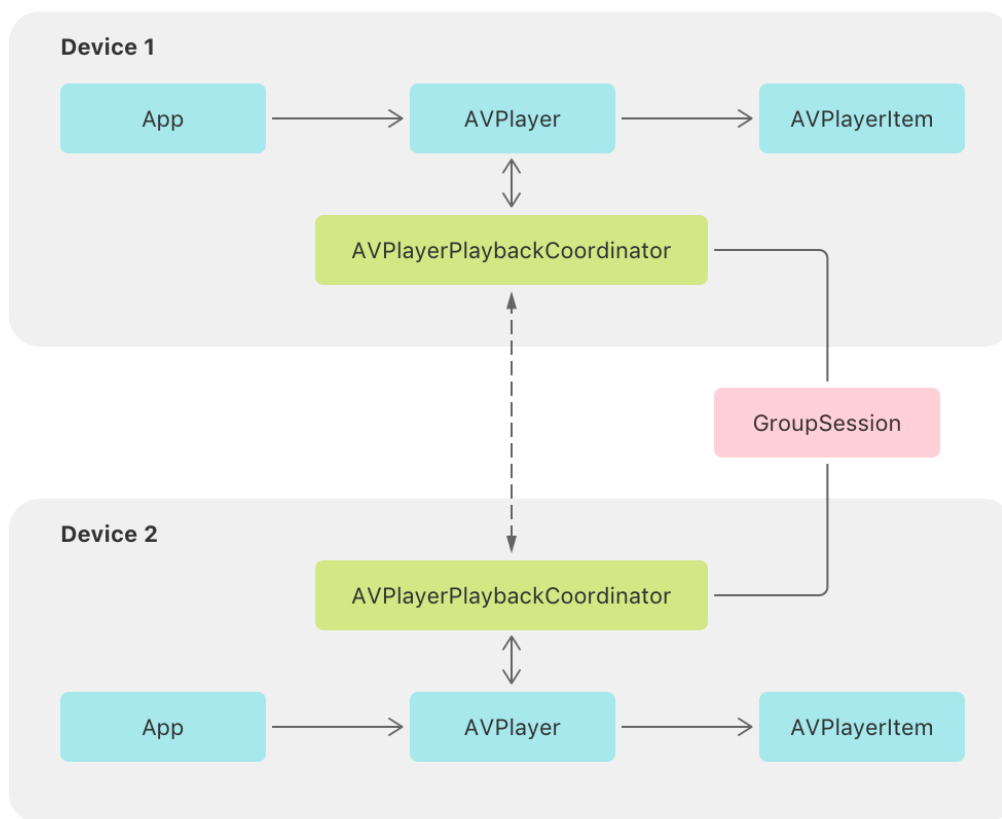 Device 1
App
AVPlayer
AVPlayerItem
AVPlayerPlaybackCoordinator
GroupSession
Device 2
AVPlayerPlaybackCoordinator
App
AVPlayer
AVPlayerItem